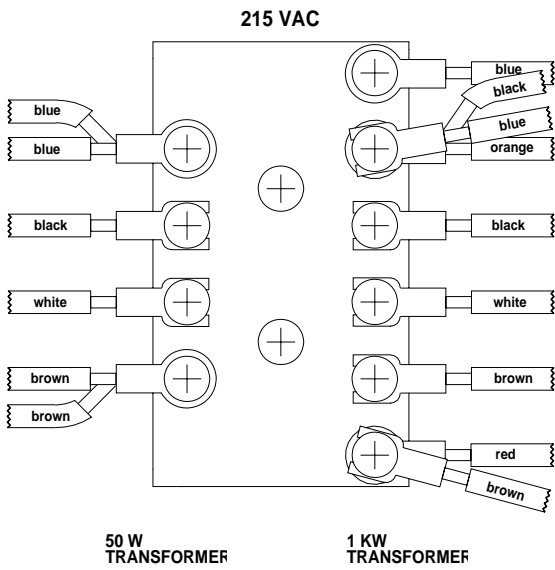 215 VAC
blue
black
blue
blue
blue
orange
black
black
white
white
brown
brown
brown
red
brown
50 W
TRANSFORMER
1 KW
TRANSFORMER